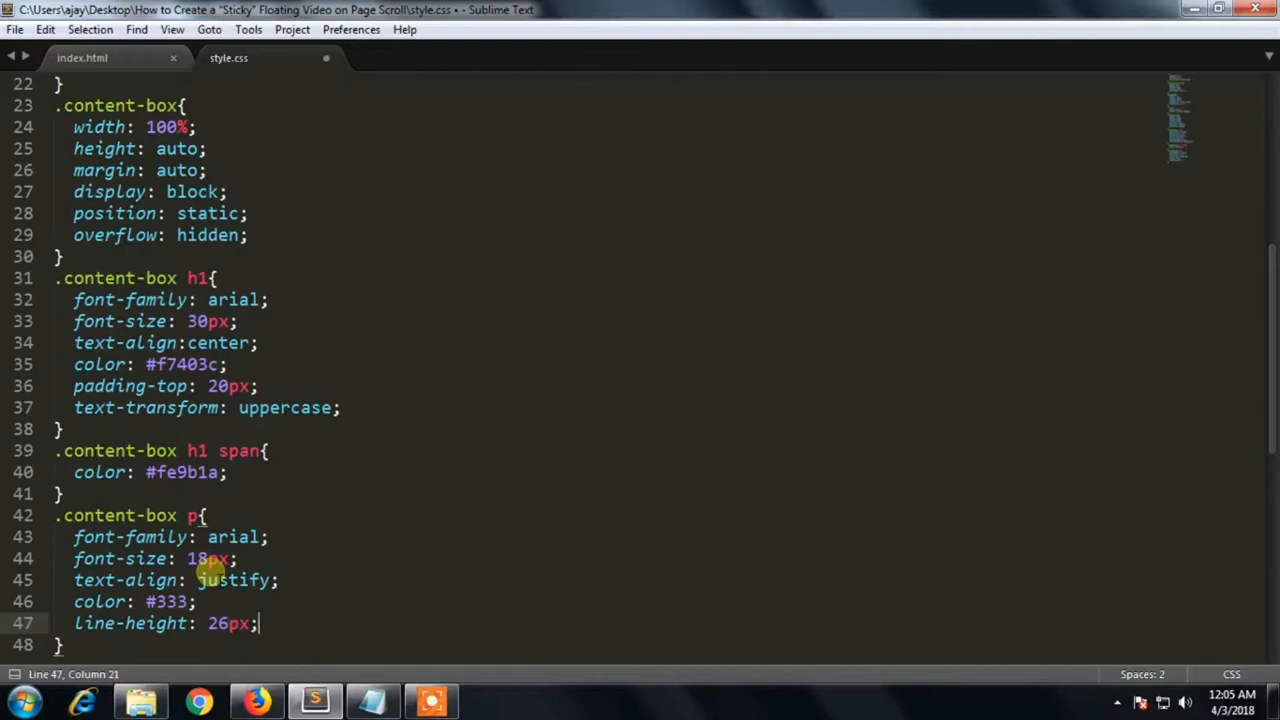 C:\Users\ajay\Desktop\How to Create a "Sticky" Floating Video on Page Scroll\style.css • - Sublime Text
File Edit Selection Find View Goto Tools Project Preferences Help
index.html × style.css
22 }
23 .content-box{
24 width: 100%;
25 height: auto;
26 margin: auto;
27 display: block;
28 position: static;
29 overflow: hidden;
30 }
31 .content-box h1{
32 font-family: arial;
33 font-size: 30px;
34 text-align:center;
35 color: #f7403c;
36 padding-top: 20px;
37 text-transform: uppercase;
38 }
39 .content-box h1 span{
40 color: #fe9b1a;
41 }
42 .content-box p{
43 font-family: arial;
44 font-size: 18px;
45 text-align: justify;
46 color: #333;
47 line-height: 26px;
48 }
Line 47, Column 21 Spaces: 2 CSS
12:05 AM
4/3/2018